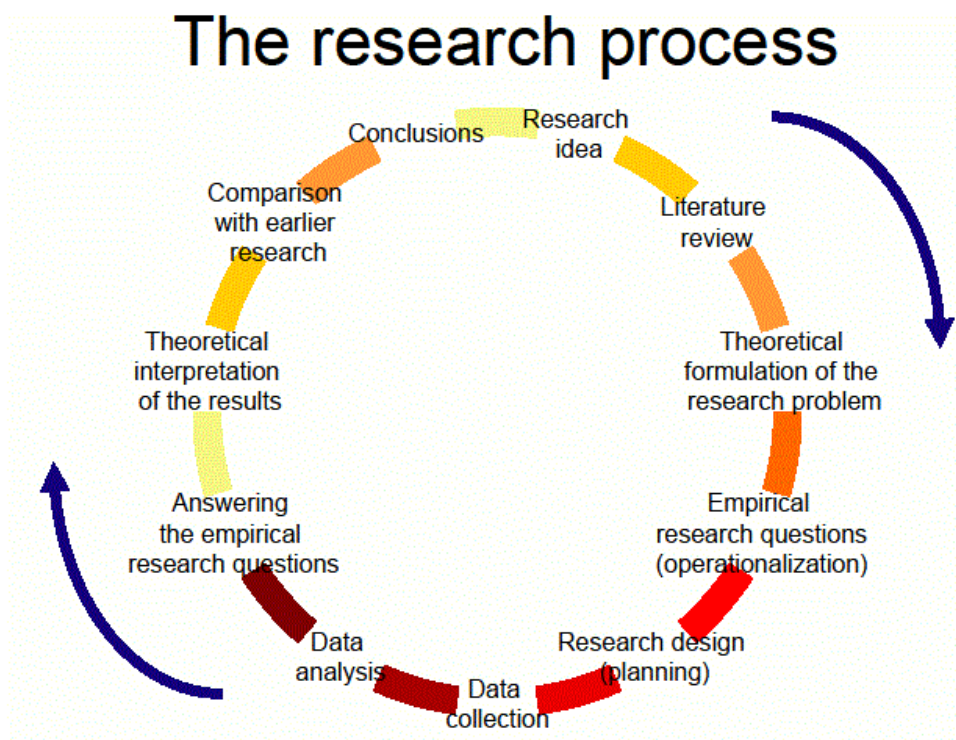 The research process
Research
idea
Literature
review
Theoretical
formulation of the
research problem
Empirical
research questions
(operationalization)
Research design
(planning)
Data
collection
Data
analysis
Answering
the empirical
research questions
Theoretical
interpretation
of the results
Comparison
with earlier
research
Conclusions